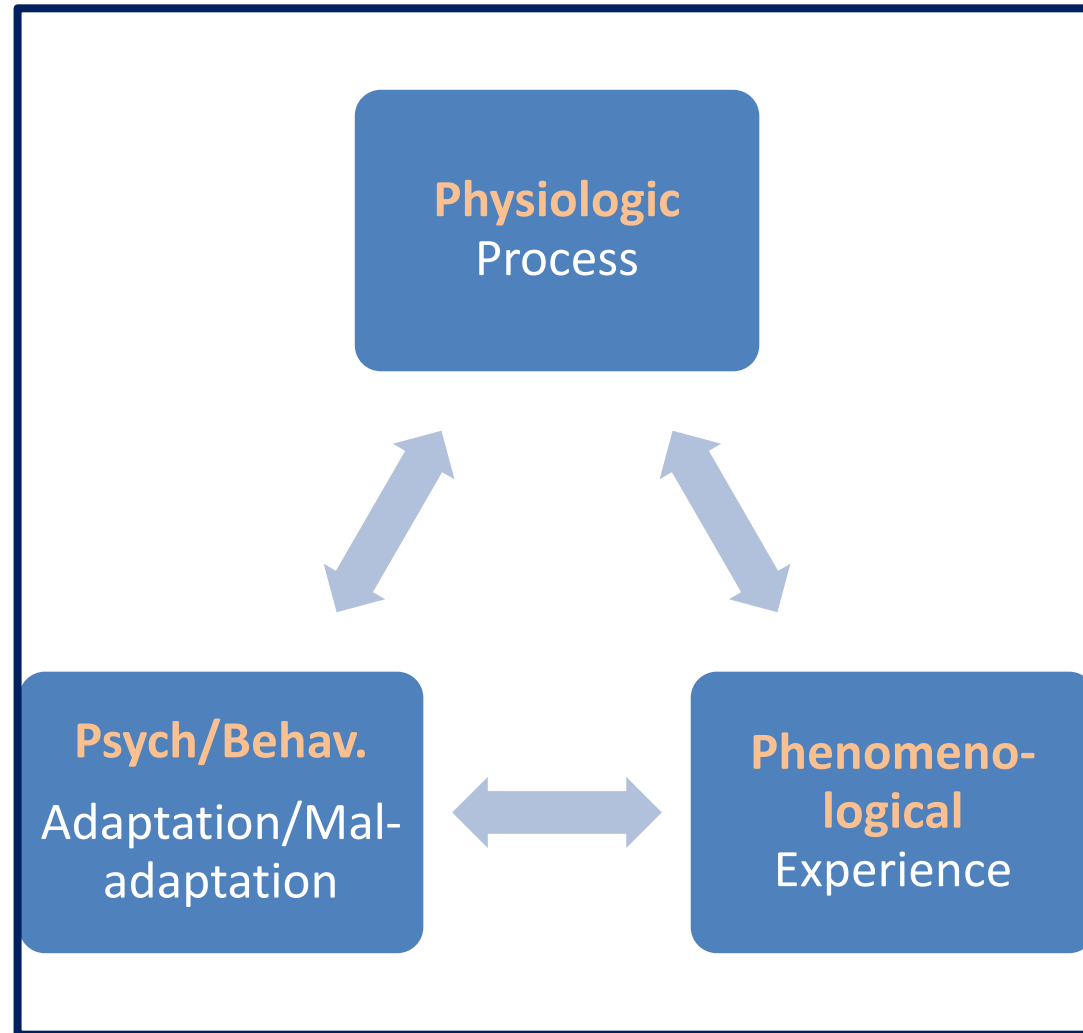 Physiologic
Process
Psych/Behav.
Adaptation/Mal-
adaptation
Phenomeno-
logical
Experience